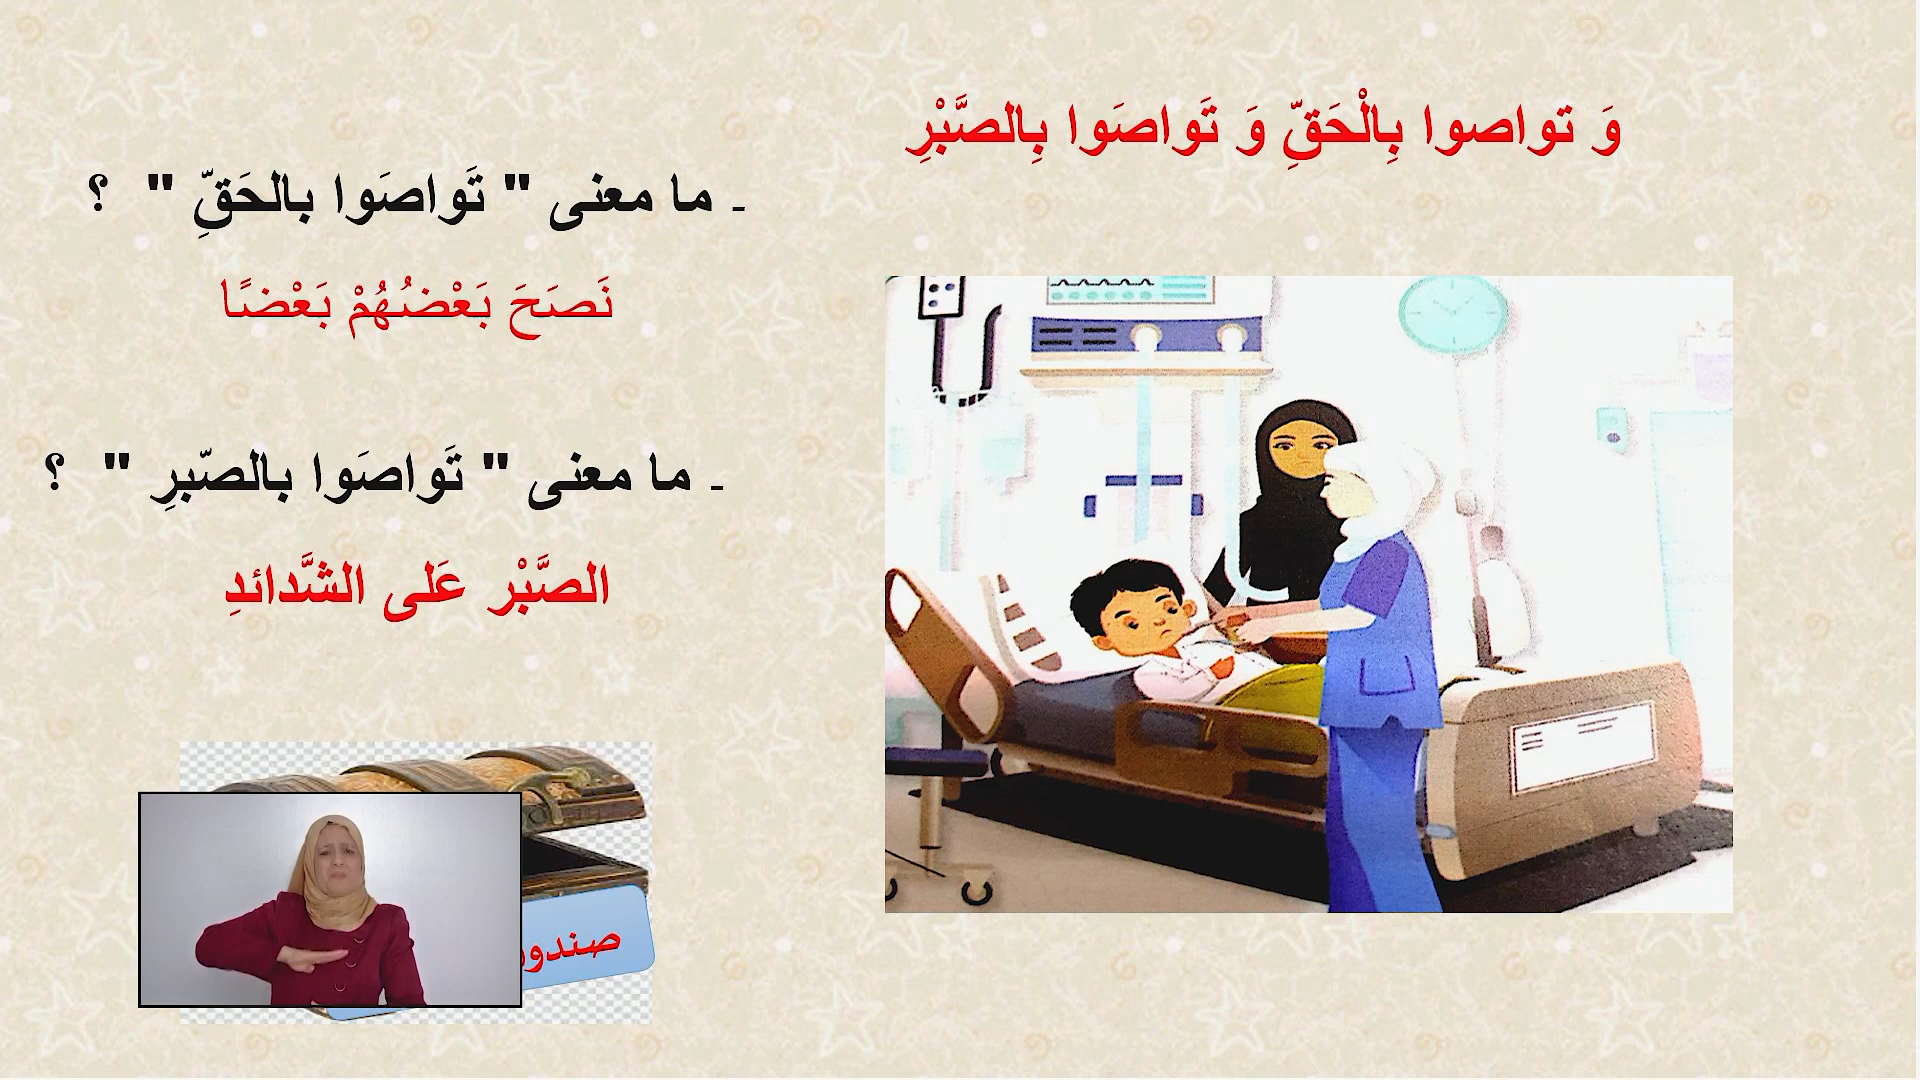 وَ تواصوا بِالْحَقِّ وَ تَواصَوا بِالصَّبْرِ
ـ ما معنى " تَواصَوا بالحَقِّ " ؟
نَصَحَ بَعْضُهُمْ بَعْضًا
ـ ما معنى " تَواصَوا بالصّبرِ " ؟
الصَّبْر عَلى الشَّدائدِ